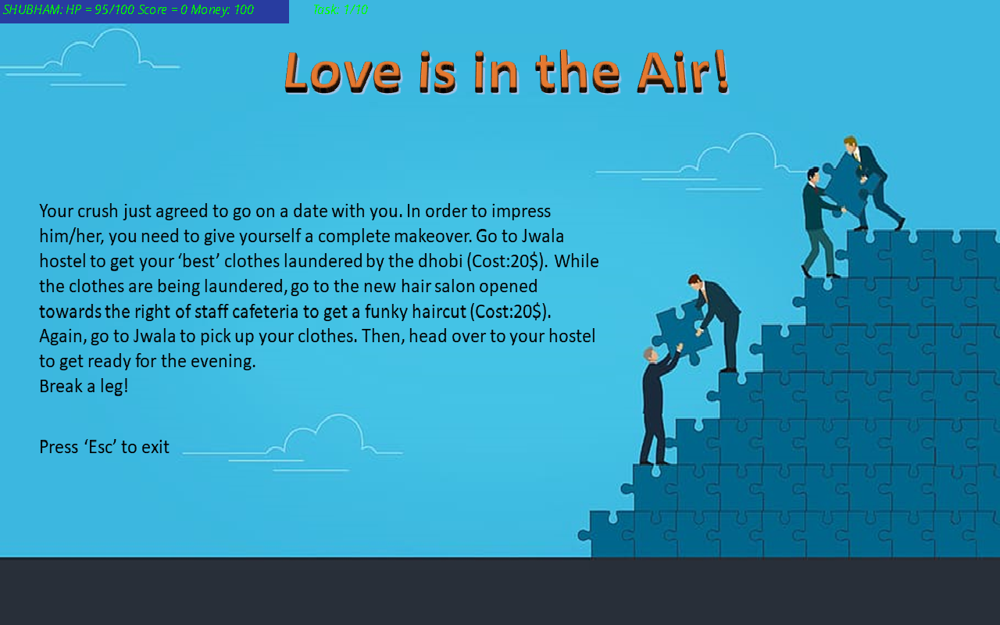 SHUBHAM: HP = 95/100 Score = 0 Money: 100
Task: 1/10
Love is in the Air!
Your crush just agreed to go on a date with you. In order to impress
him/her, you need to give yourself a complete makeover. Go to Jwala
hostel to get your ‘best’ clothes laundered by the dhobi (Cost:20$). While
the clothes are being laundered, go to the new hair salon opened
towards the right of staff cafeteria to get a funky haircut (Cost:20$).
Again, go to Jwala to pick up your clothes. Then, head over to your hostel
to get ready for the evening.
Break a leg!
Press ‘Esc’ to exit